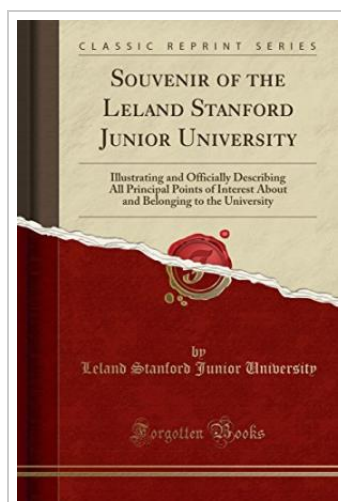 CLASSIC REPRINT SERIES
SOUVENIR OF THE
LELAND STANFORD
JUNIOR UNIVERSITY
Illustrating and Officially Describing
All Principal Points of Interest About
and Belonging to the University
by
Leland Stanford Junior University
Forgotten Books